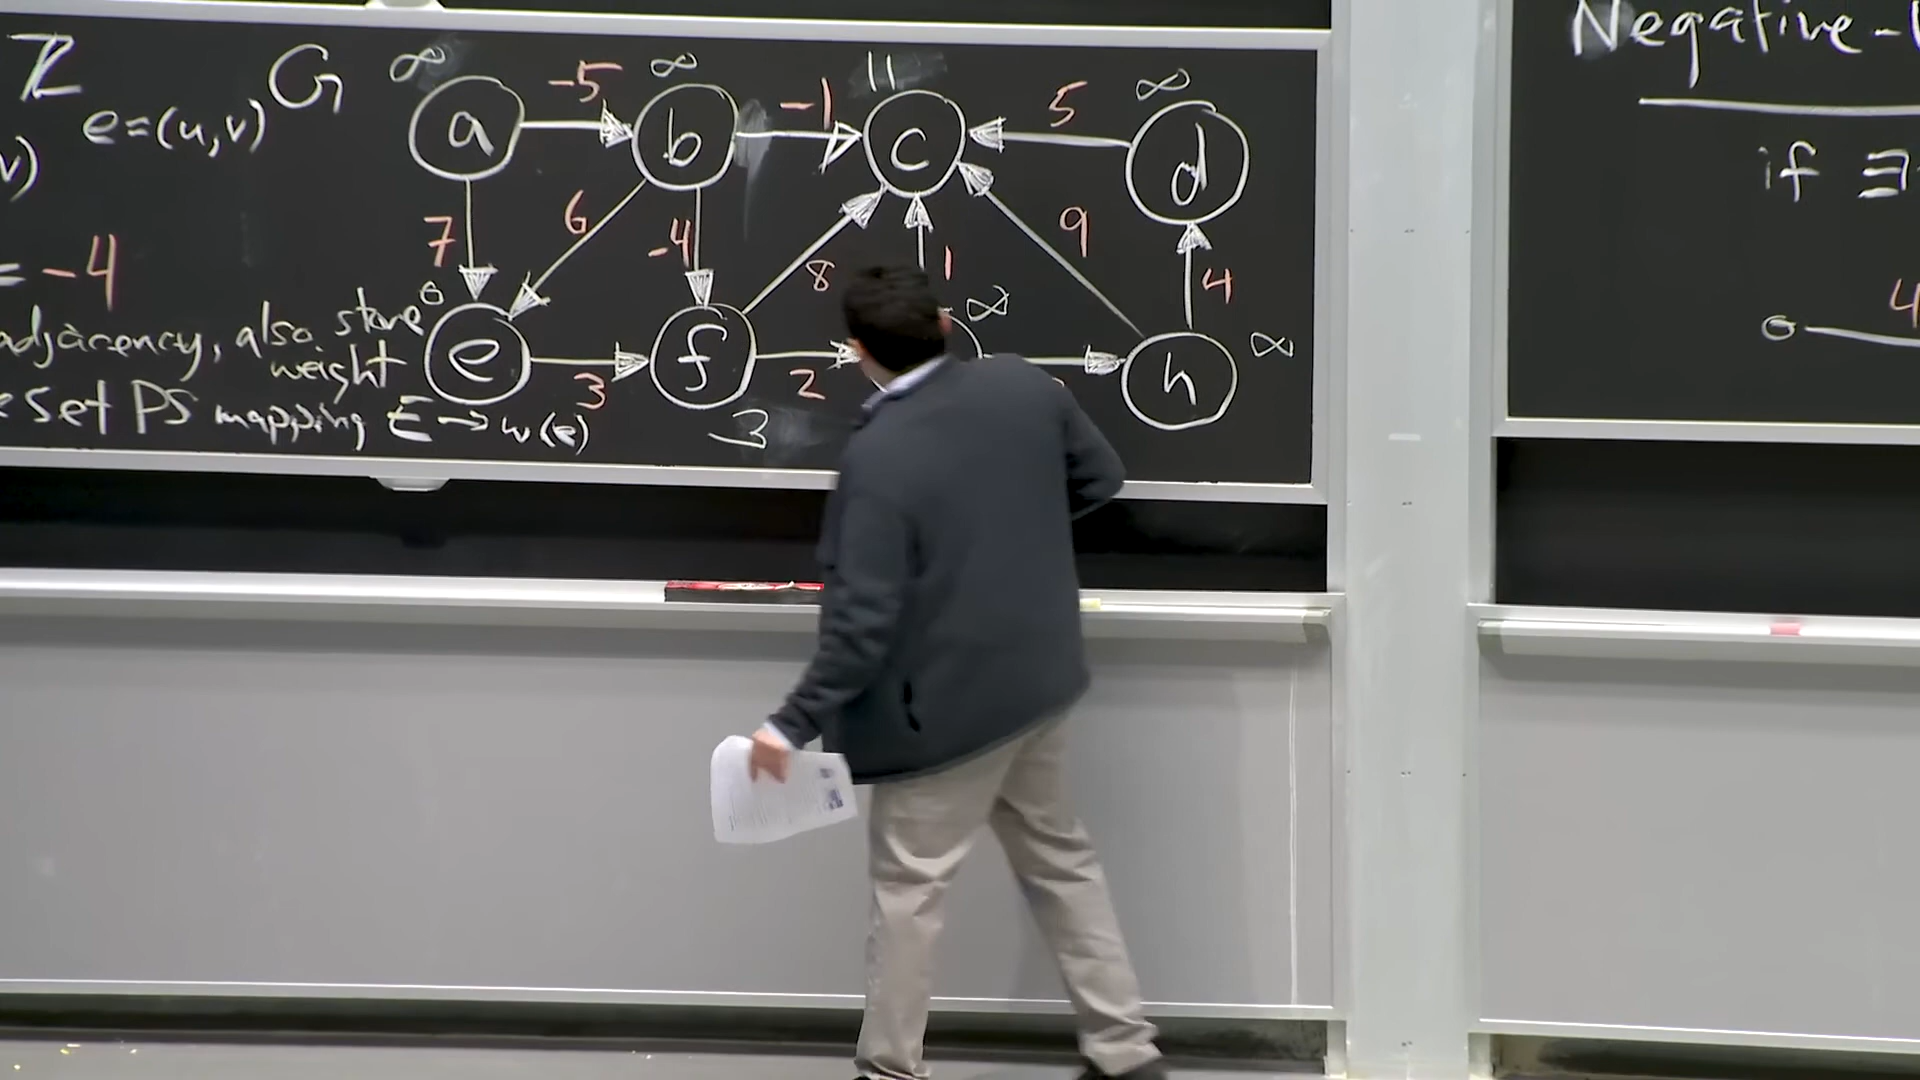 ℤ
e=(u,v)
G
v)
= -4
adjacency, also store
weight
Set PS mapping E→w(e)
∞ ∞ 11 ∞
-5 -1 5
a b c d
7 6 -4 8 1 9 4
0 ∞ ∞
e f h
3 2
3
Negative-
if ∃
4